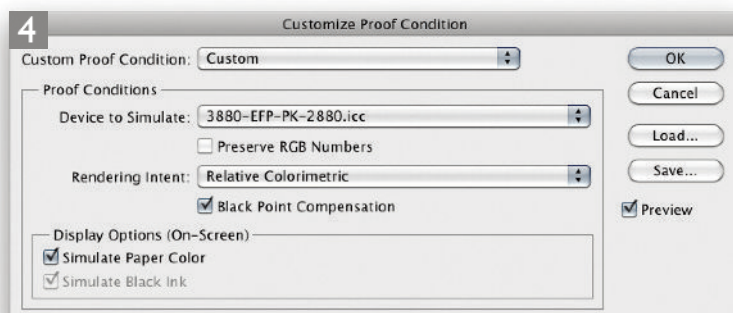 4
Customize Proof Condition
Custom Proof Condition: Custom
OK
Proof Conditions
Cancel
Device to Simulate: 3880-EFP-PK-2880.icc
Preserve RGB Numbers
Load...
Rendering Intent: Relative Colorimetric
Save...
Black Point Compensation
Preview
Display Options (On-Screen)
Simulate Paper Color
Simulate Black Ink